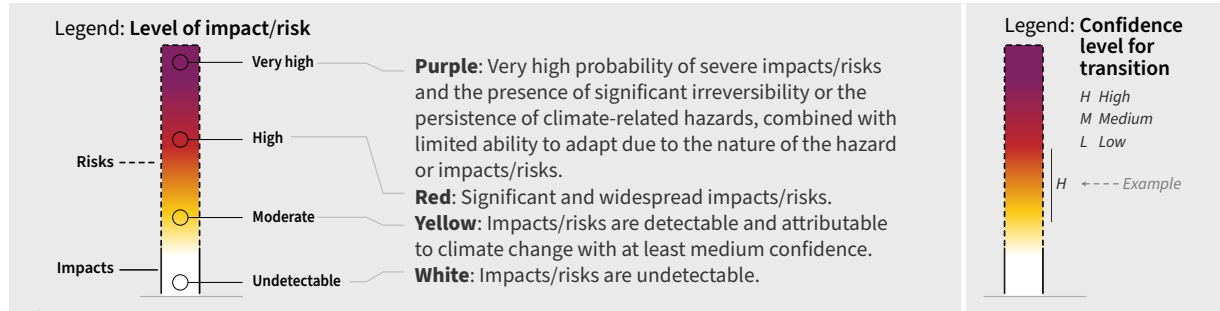 Legend: Level of impact/risk
Very high
High
Risks
Moderate
Impacts
Undetectable
Purple: Very high probability of severe impacts/risks
and the presence of significant irreversibility or the
persistence of climate-related hazards, combined with
limited ability to adapt due to the nature of the hazard
or impacts/risks.
Red: Significant and widespread impacts/risks.
Yellow: Impacts/risks are detectable and attributable
to climate change with at least medium confidence.
White: Impacts/risks are undetectable.
Legend: Confidence
level for
transition
H High
M Medium
L Low
H
Example